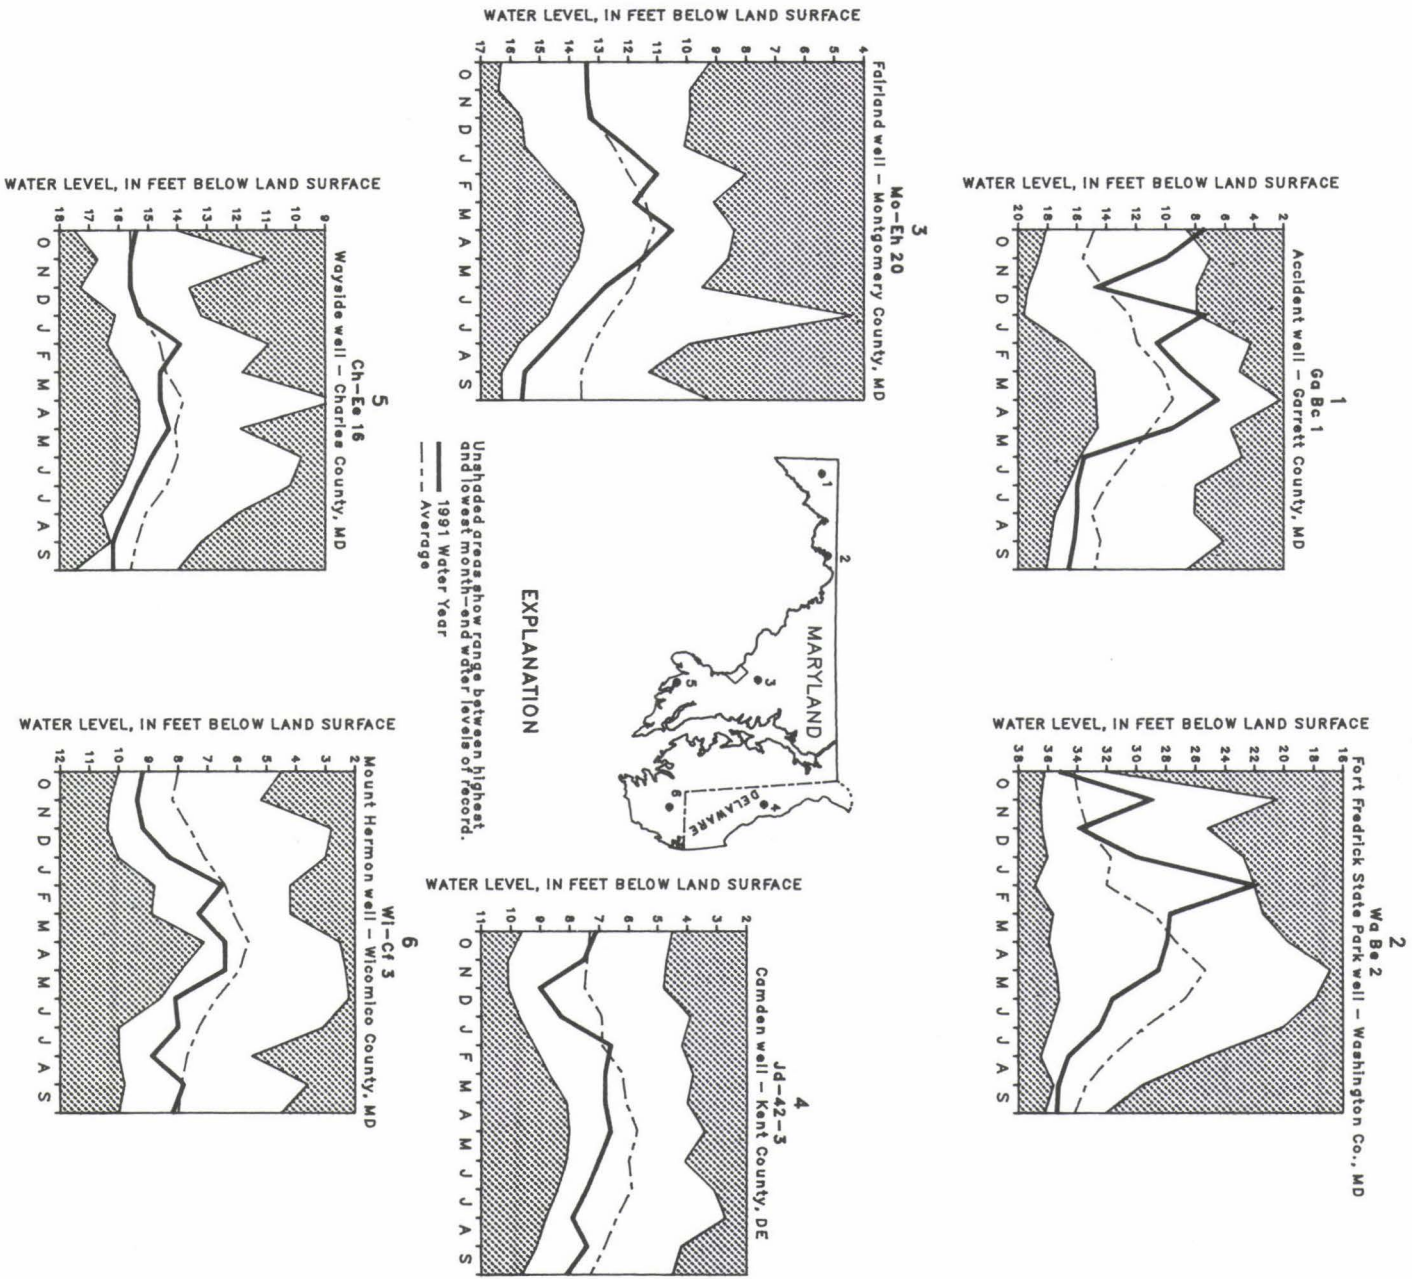 1
Ga Bc 1
Accident well – Garrett County, MD
WATER LEVEL, IN FEET BELOW LAND SURFACE
2
4
6
8
10
12
14
16
18
20
O N D J F M A M J J A S
2
Wa Be 2
Fort Fredrick State Park well – Washington Co., MD
WATER LEVEL, IN FEET BELOW LAND SURFACE
16
18
20
22
24
26
28
30
32
34
36
38
O N D J F M A M J J A S
3
Mo-Eh 20
Fairland well – Montgomery County, MD
WATER LEVEL, IN FEET BELOW LAND SURFACE
4
5
6
7
8
9
10
11
12
13
14
15
16
17
O N D J F M A M J J A S
MARYLAND
DELAWARE
1
2
3
4
5
6
EXPLANATION
Unshaded areas show range between highest
and lowest month-end water levels of record.
1991 Water Year
Average
4
Jd-42-3
Camden well – Kent County, DE
WATER LEVEL, IN FEET BELOW LAND SURFACE
2
3
4
5
6
7
8
9
10
11
O N D J F M A M J J A S
5
Ch-Ee 16
Wayside well – Charles County, MD
WATER LEVEL, IN FEET BELOW LAND SURFACE
9
10
11
12
13
14
15
16
17
18
O N D J F M A M J J A S
6
Wi-Cf 3
Mount Hermon well – Wicomico County, MD
WATER LEVEL, IN FEET BELOW LAND SURFACE
2
3
4
5
6
7
8
9
10
11
12
O N D J F M A M J J A S